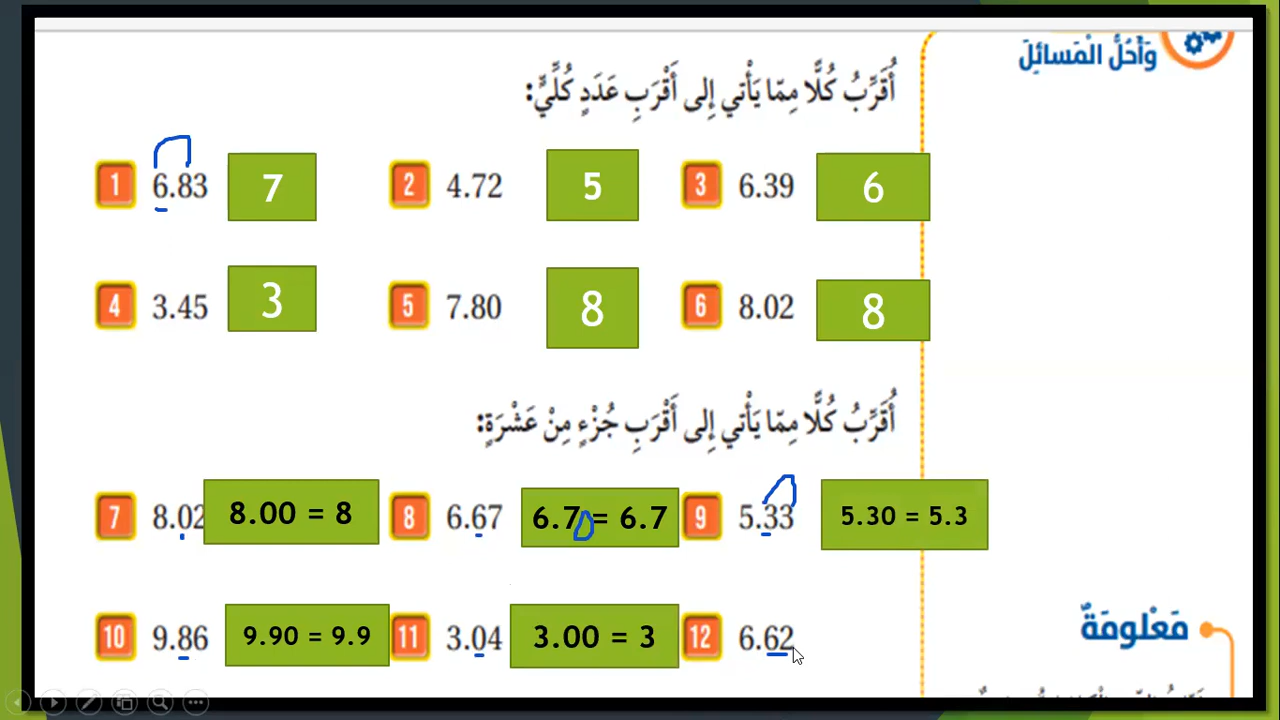 وَأَحُلُّ الْمَسائِلَ
أُقَرِّبُ كُلًّا مِمّا يَأْتي إِلى أَقْرَبِ عَدَدٍ كُلِّيٍّ:
1 6.83 7 2 4.72 5 3 6.39 6
4 3.45 3 5 7.80 8 6 8.02 8
أُقَرِّبُ كُلًّا مِمّا يَأْتي إِلى أَقْرَبِ جُزْءٍ مِنْ عَشْرَةٍ:
7 8.02 8.00 = 8 8 6.67 6.70 = 6.7 9 5.33 5.30 = 5.3
10 9.86 9.90 = 9.9 11 3.04 3.00 = 3 12 6.62
مَعْلومَةٌ